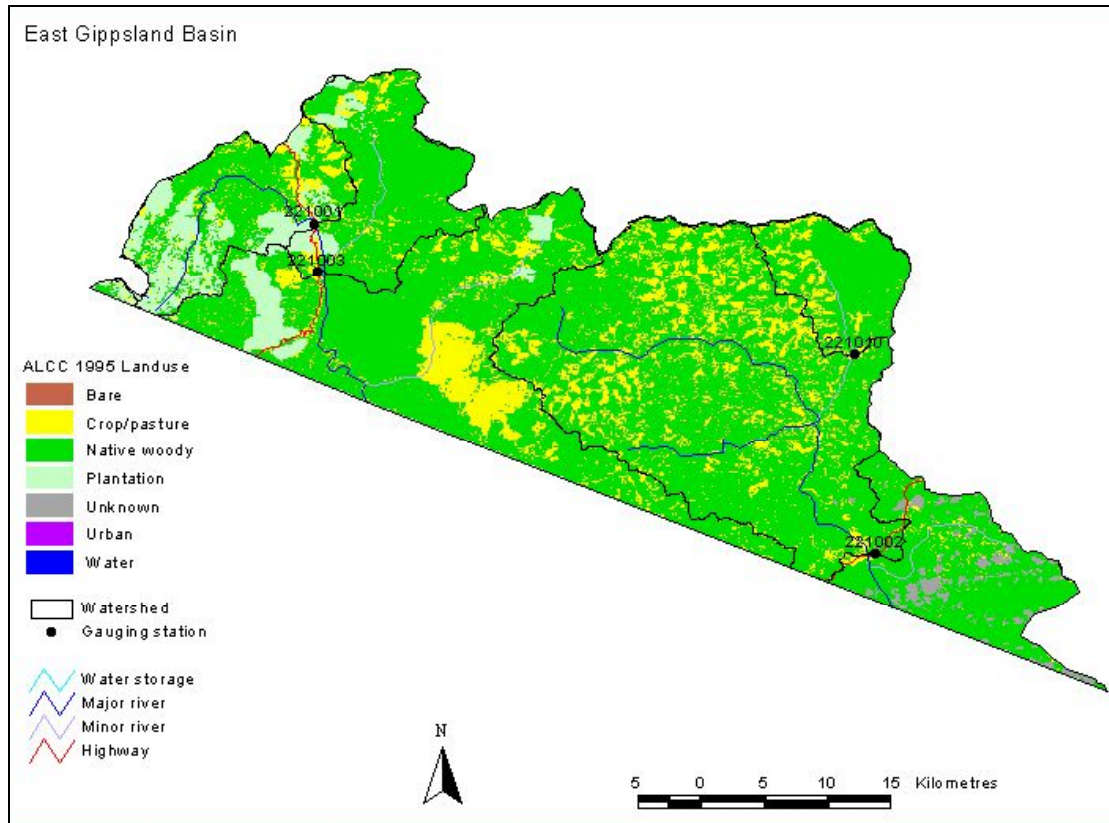 East Gippsland Basin
221001
221003
221010
221002
ALCC 1995 Landuse
Bare
Crop/pasture
Native woody
Plantation
Unknown
Urban
Water
Watershed
Gauging station
Water storage
Major river
Minor river
Highway
N
5 0 5 10 15 Kilometres